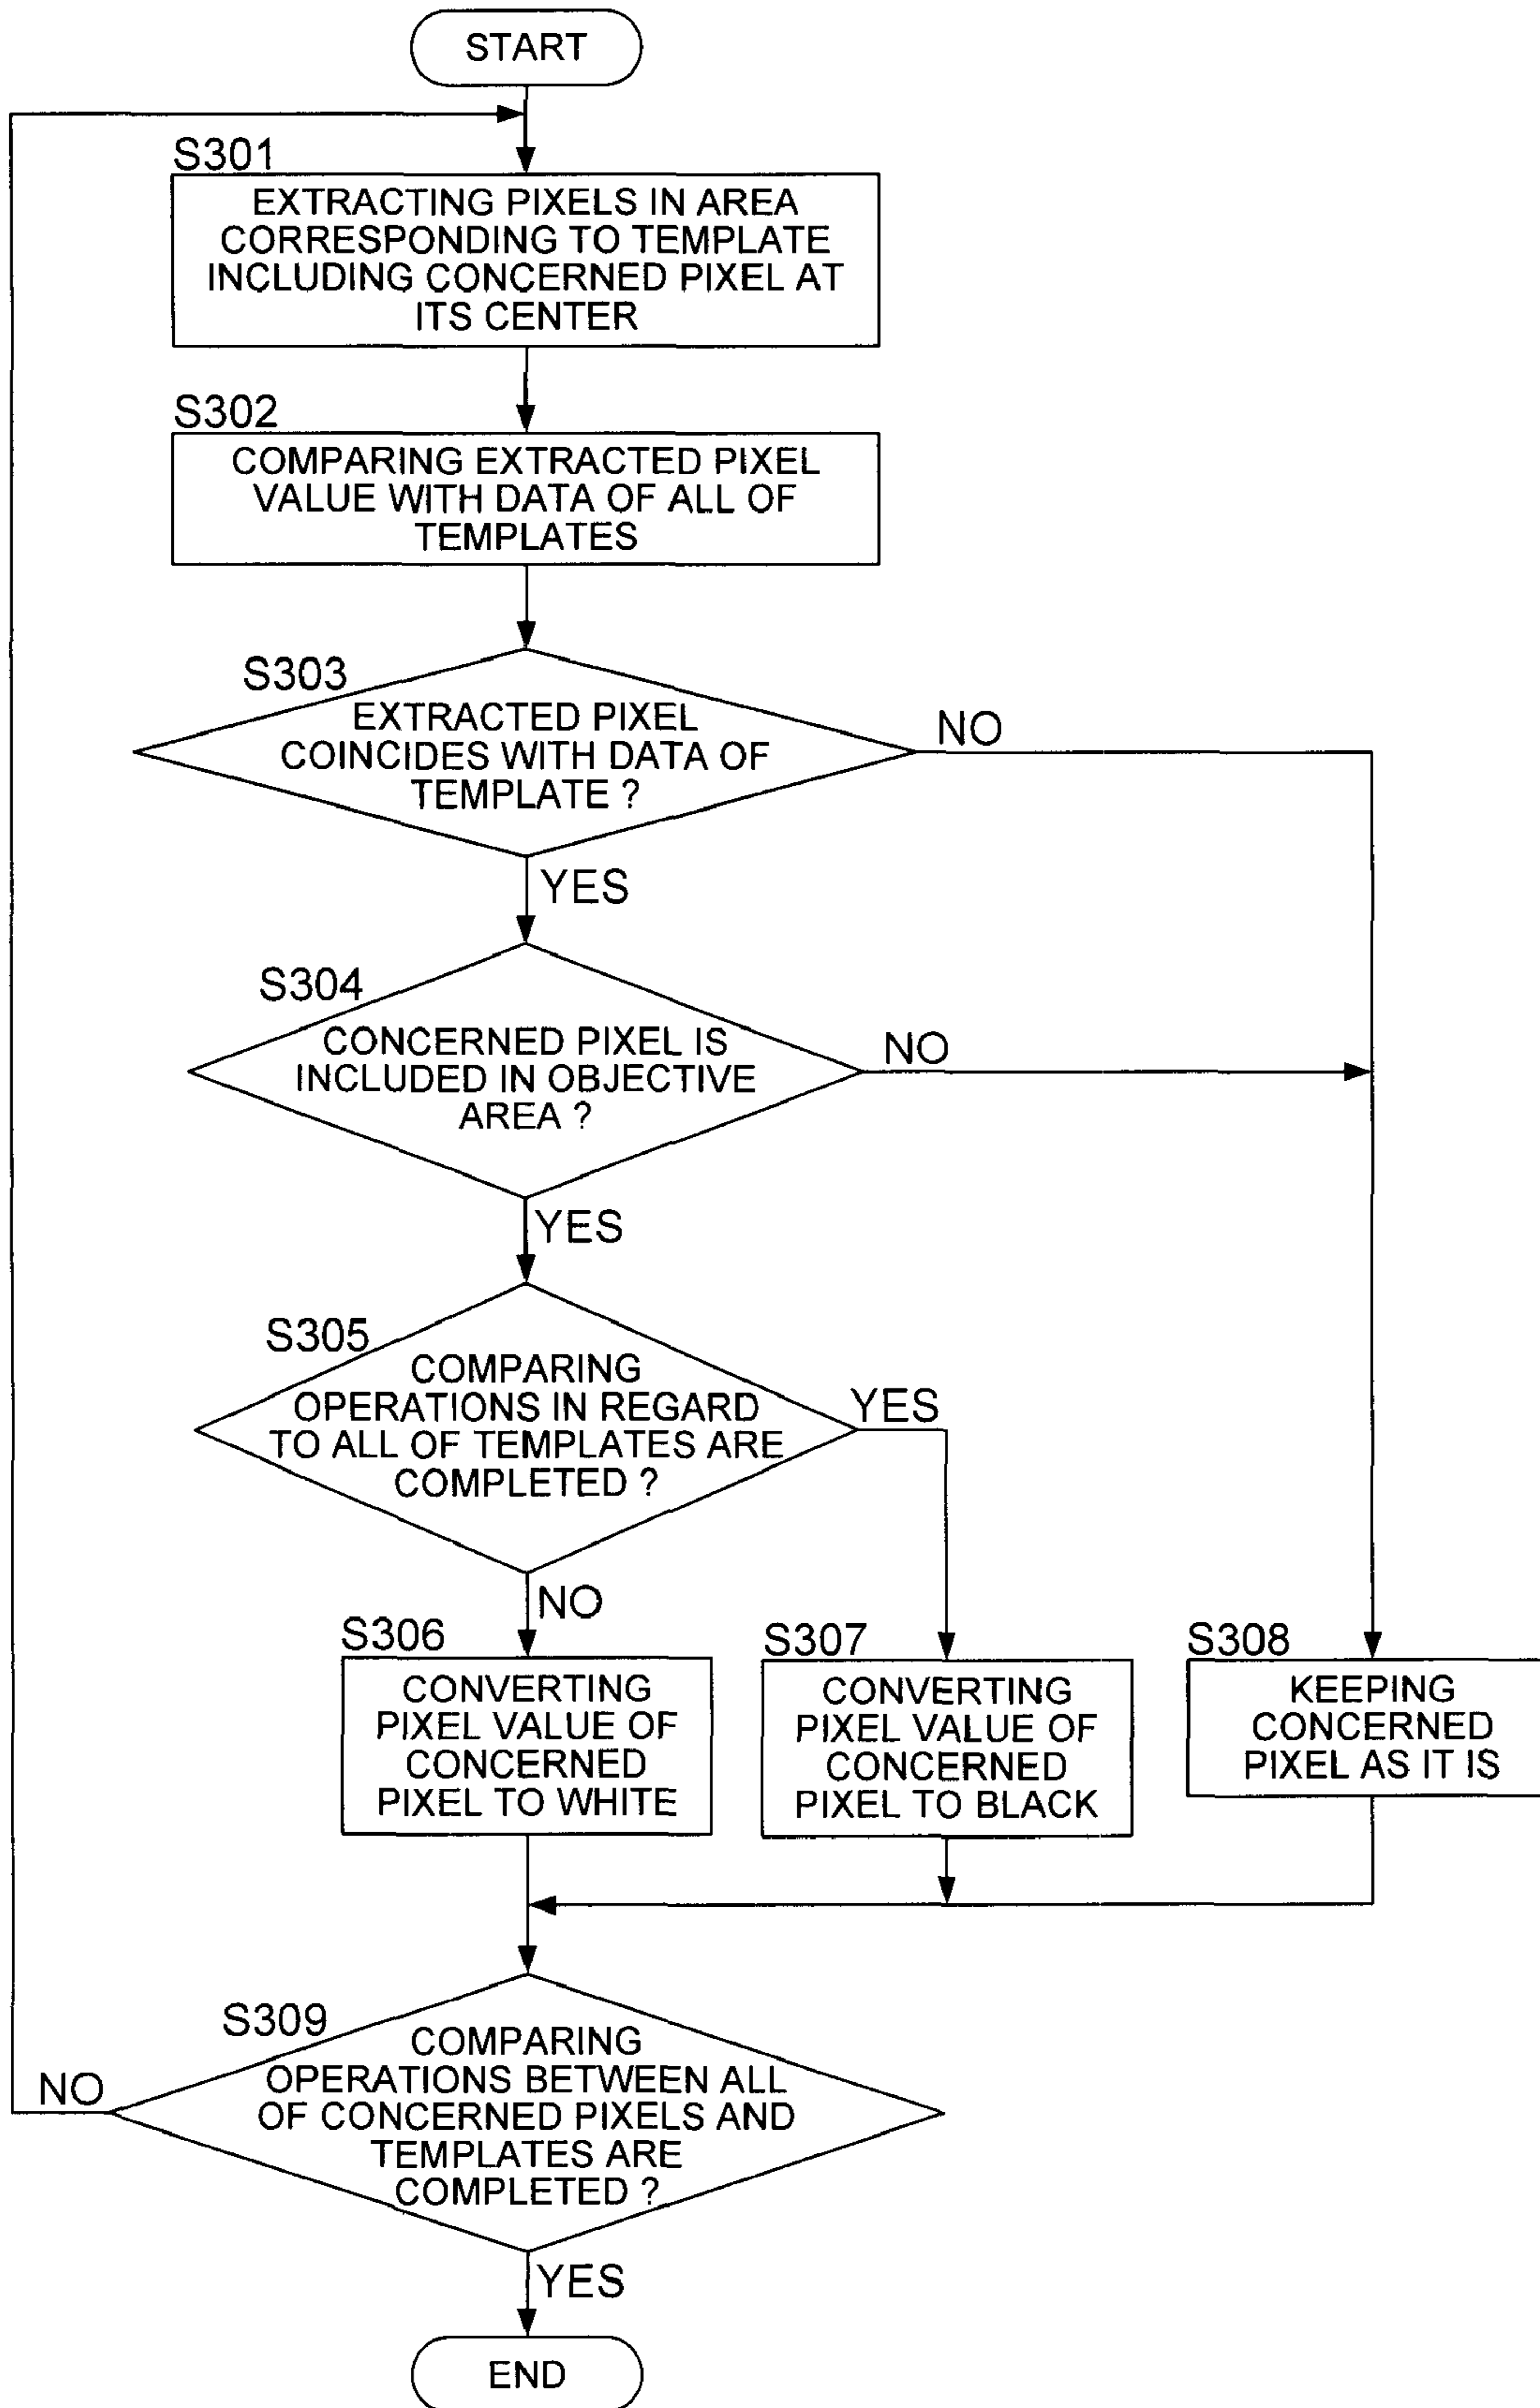 START
S301
EXTRACTING PIXELS IN AREA
CORRESPONDING TO TEMPLATE
INCLUDING CONCERNED PIXEL AT
ITS CENTER
S302
COMPARING EXTRACTED PIXEL
VALUE WITH DATA OF ALL OF
TEMPLATES
S303
EXTRACTED PIXEL
COINCIDES WITH DATA OF
TEMPLATE ?
NO
YES
S304
CONCERNED PIXEL IS
INCLUDED IN OBJECTIVE
AREA ?
NO
YES
S305
COMPARING
OPERATIONS IN REGARD
TO ALL OF TEMPLATES ARE
COMPLETED ?
YES
NO
S306
CONVERTING
PIXEL VALUE OF
CONCERNED
PIXEL TO WHITE
S307
CONVERTING
PIXEL VALUE OF
CONCERNED
PIXEL TO BLACK
S308
KEEPING
CONCERNED
PIXEL AS IT IS
S309
COMPARING
OPERATIONS BETWEEN ALL
OF CONCERNED PIXELS AND
TEMPLATES ARE
COMPLETED ?
NO
YES
END